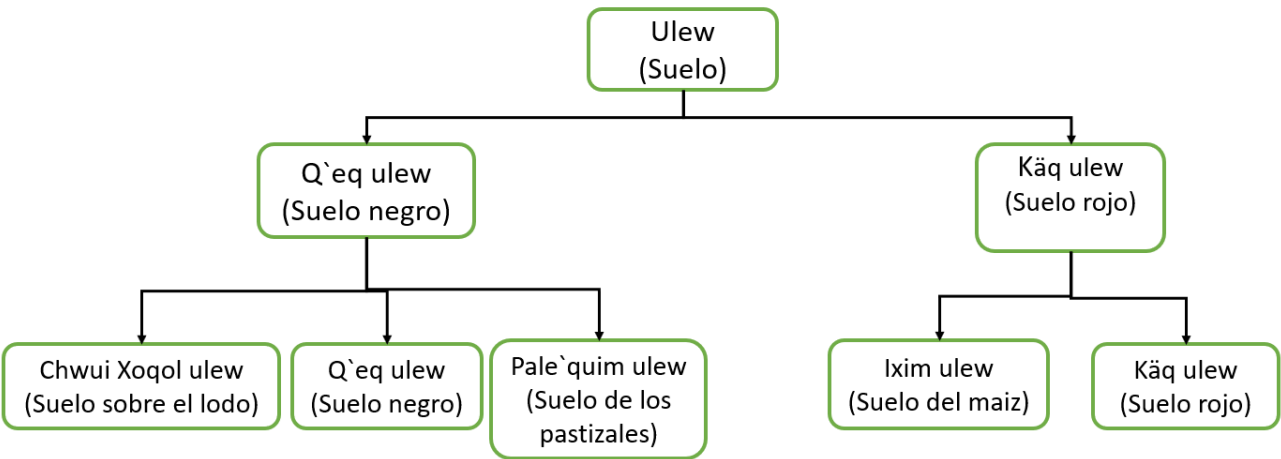 Ulew
(Suelo)
Q`eq ulew
(Suelo negro)
Käq ulew
(Suelo rojo)
Chwui Xoqol ulew
(Suelo sobre el lodo)
Q`eq ulew
(Suelo negro)
Pale`quim ulew
(Suelo de los
pastizales)
Ixim ulew
(Suelo del maiz)
Käq ulew
(Suelo rojo)